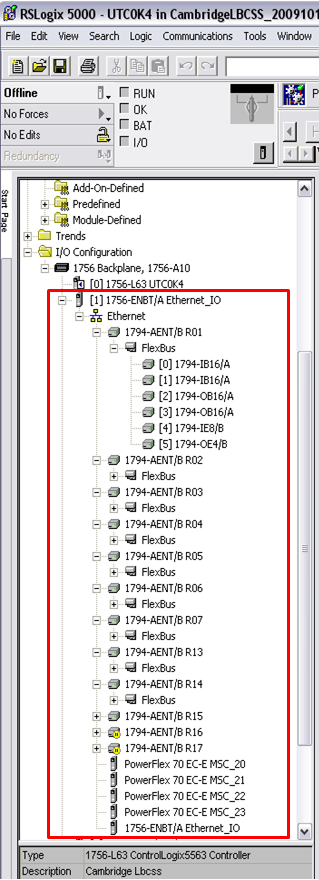 RSLogix 5000 - UTC0K4 in CambridgeLBCSS_2009101
File Edit View Search Logic Communications Tools Window
Offline RUN P
No Forces OK
No Edits BAT
Redundancy I/O
Start Page
Add-On-Defined
Predefined
Module-Defined
Trends
I/O Configuration
1756 Backplane, 1756-A10
[0] 1756-L63 UTC0K4
[1] 1756-ENBT/A Ethernet_IO
Ethernet
1794-AENT/B R01
FlexBus
[0] 1794-IB16/A
[1] 1794-IB16/A
[2] 1794-OB16/A
[3] 1794-OB16/A
[4] 1794-IE8/B
[5] 1794-OE4/B
1794-AENT/B R02
FlexBus
1794-AENT/B R03
FlexBus
1794-AENT/B R04
FlexBus
1794-AENT/B R05
FlexBus
1794-AENT/B R06
FlexBus
1794-AENT/B R07
FlexBus
1794-AENT/B R13
FlexBus
1794-AENT/B R14
FlexBus
1794-AENT/B R15
1794-AENT/B R16
1794-AENT/B R17
PowerFlex 70 EC-E MSC_20
PowerFlex 70 EC-E MSC_21
PowerFlex 70 EC-E MSC_22
PowerFlex 70 EC-E MSC_23
1756-ENBT/A Ethernet_IO
Type 1756-L63 ControlLogix5563 Controller
Description Cambridge Lbcss